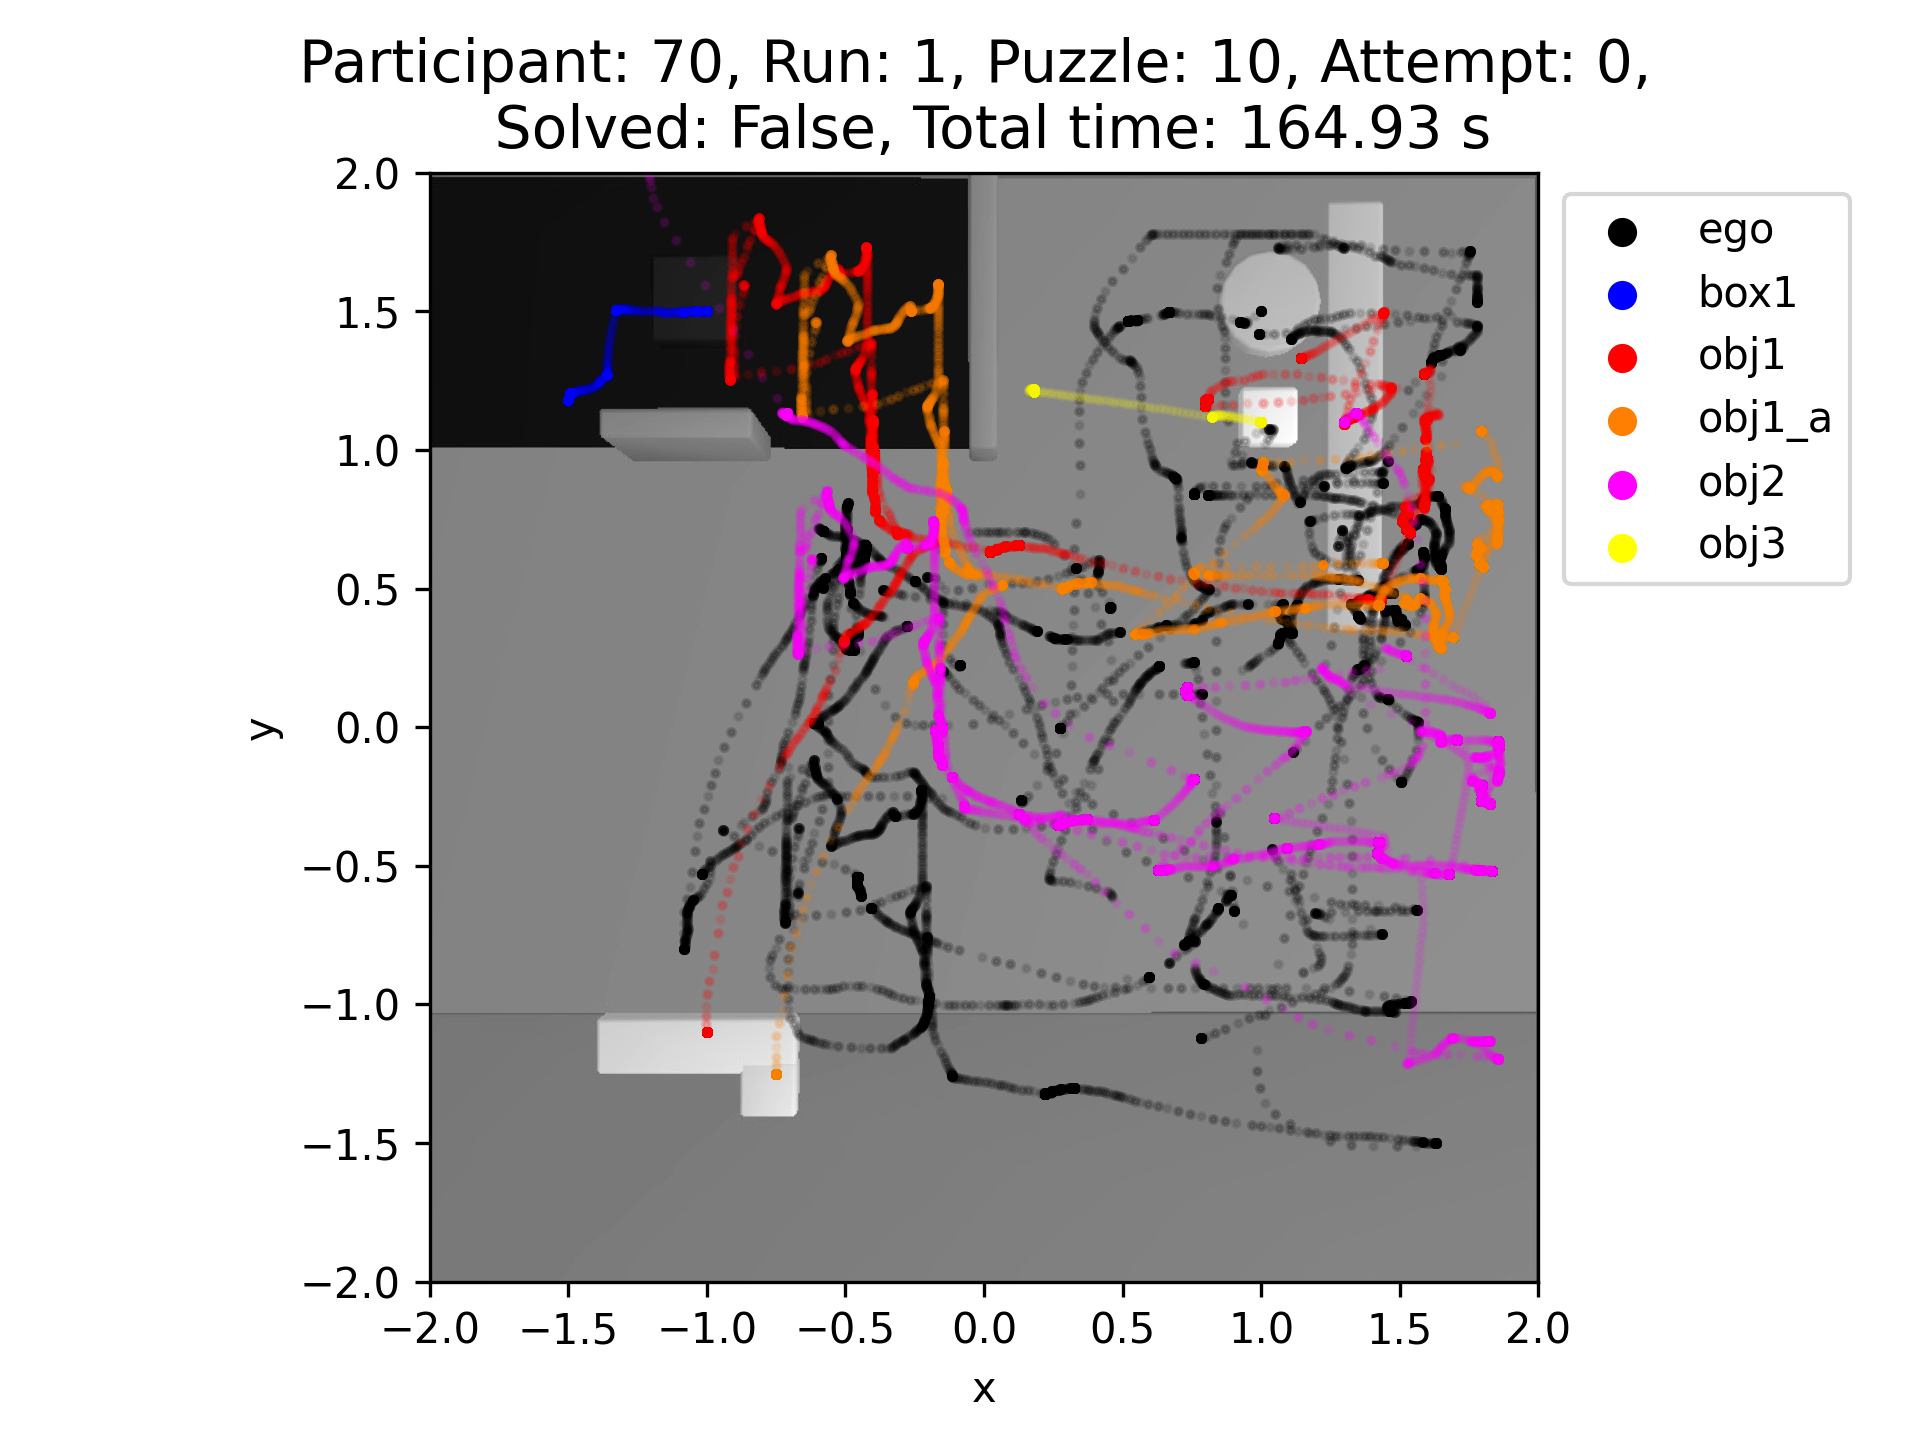 Participant: 70, Run: 1, Puzzle: 10, Attempt: 0,
Solved: False, Total time: 164.93 s
2.0
1.5
1.0
0.5
0.0
−0.5
−1.0
−1.5
−2.0
y
−2.0 −1.5 −1.0 −0.5 0.0 0.5 1.0 1.5 2.0
x
ego
box1
obj1
obj1_a
obj2
obj3